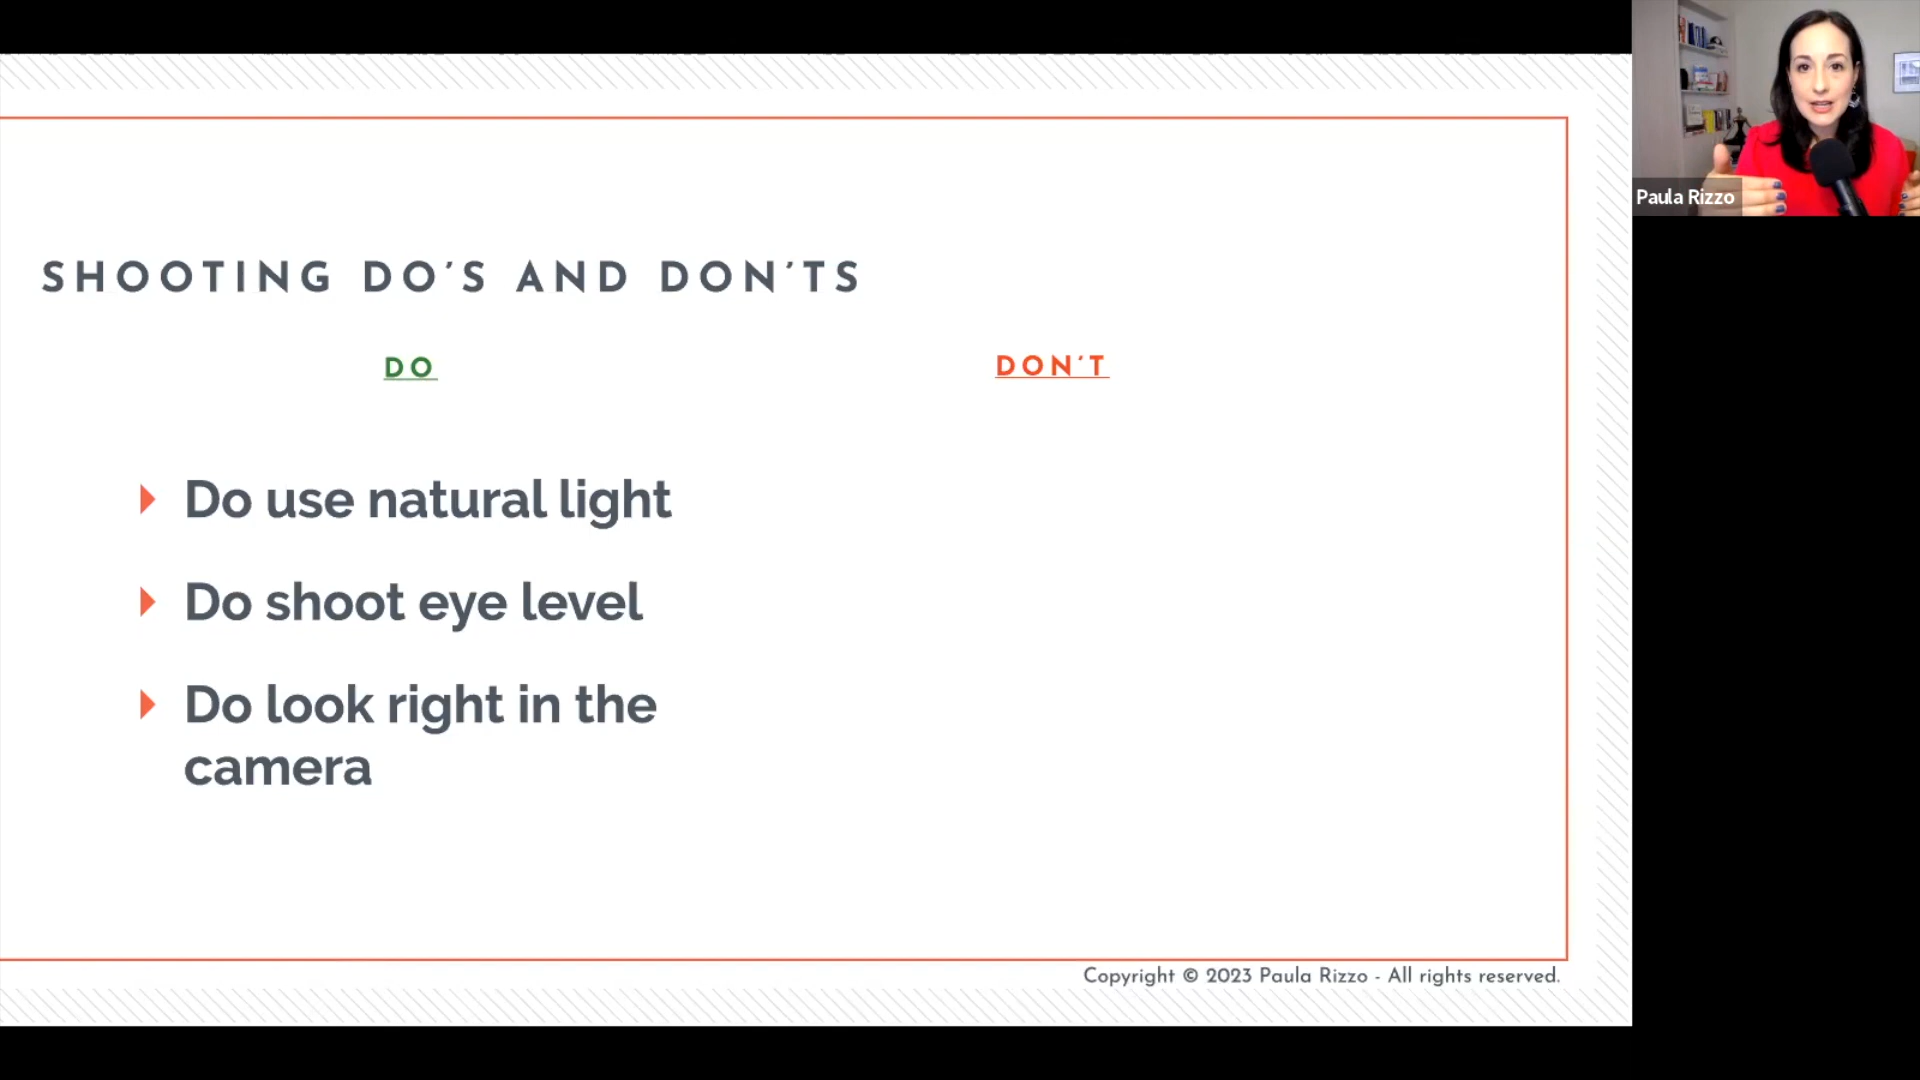 SHOOTING DO'S AND DON'TS
DO
DON'T
Do use natural light
Do shoot eye level
Do look right in the
camera
Copyright © 2023 Paula Rizzo - All rights reserved.
Paula Rizzo